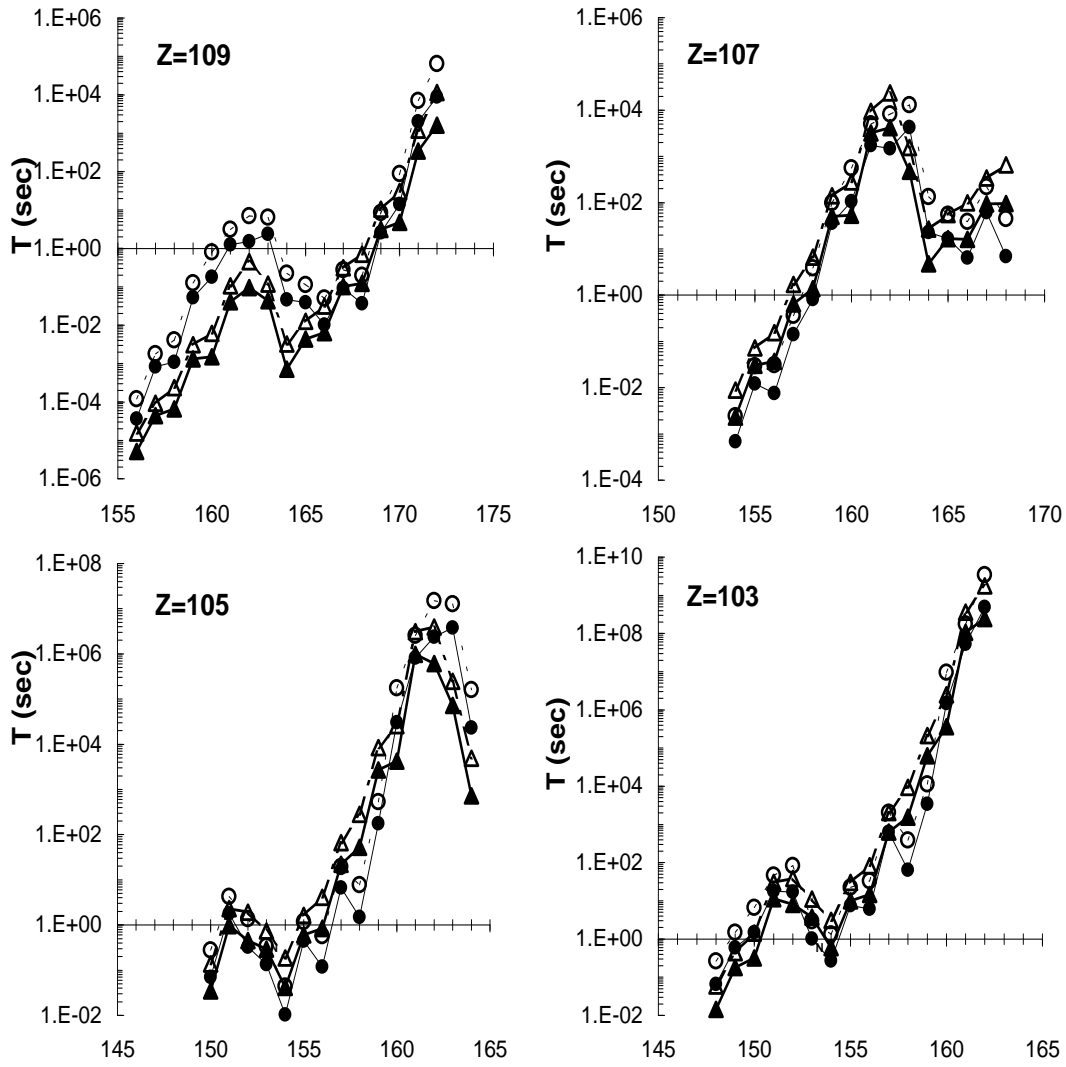 1.E+06
Z=109
1.E+04
1.E+02
1.E+00
1.E-02
1.E-04
1.E-06
T (sec)
155 160 165 170 175
1.E+06
Z=107
1.E+04
1.E+02
1.E+00
1.E-02
1.E-04
T (sec)
150 155 160 165 170
1.E+08
Z=105
1.E+06
1.E+04
1.E+02
1.E+00
1.E-02
T (sec)
145 150 155 160 165
1.E+10
Z=103
1.E+08
1.E+06
1.E+04
1.E+02
1.E+00
1.E-02
T (sec)
N
145 150 155 160 165